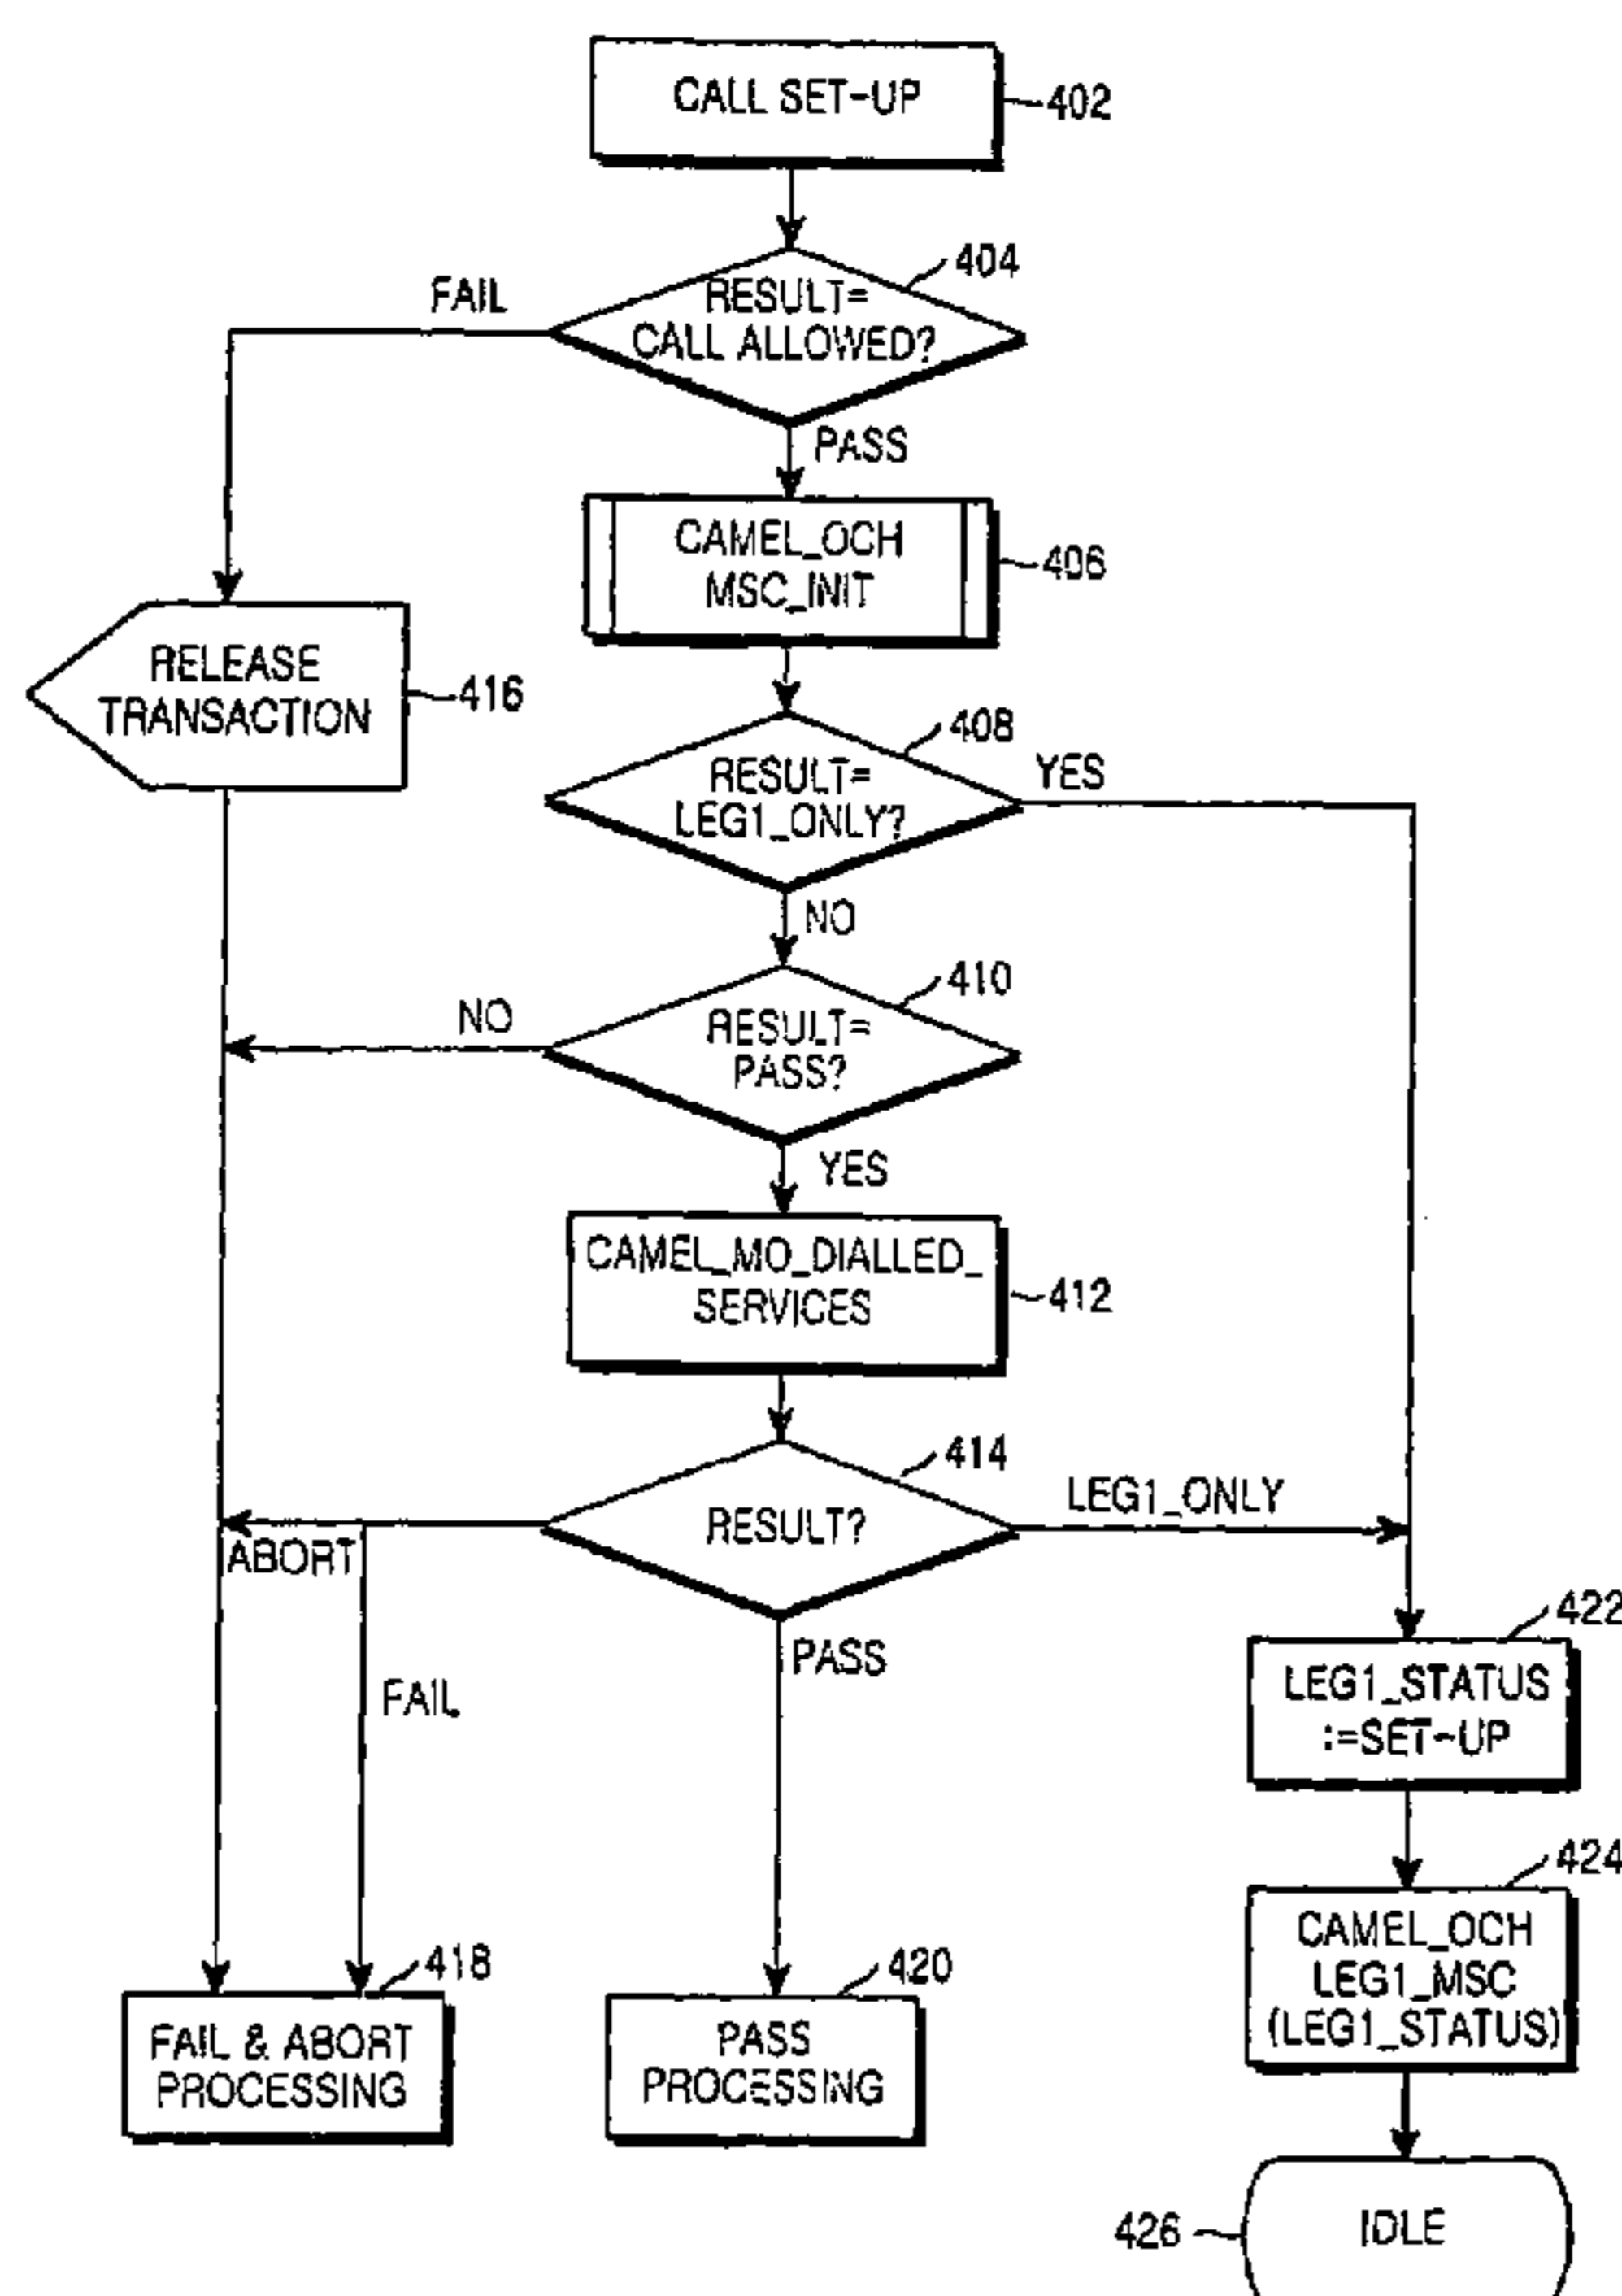 CALL SET-UP
402
404
RESULT=
CALL ALLOWED?
FAIL
PASS
CAMEL_OCH
MSC_INIT
406
RELEASE
TRANSACTION
416
408
RESULT=
LEG1_ONLY?
YES
NO
410
RESULT=
PASS?
NO
YES
CAMEL_MO_DIALLED_
SERVICES
412
414
RESULT?
LEG1_ONLY
ABORT
FAIL
PASS
422
LEG1_STATUS
:=SET-UP
424
CAMEL_OCH
LEG1_MSC
(LEG1_STATUS)
418
FAIL & ABORT
PROCESSING
420
PASS
PROCESSING
426
IDLE